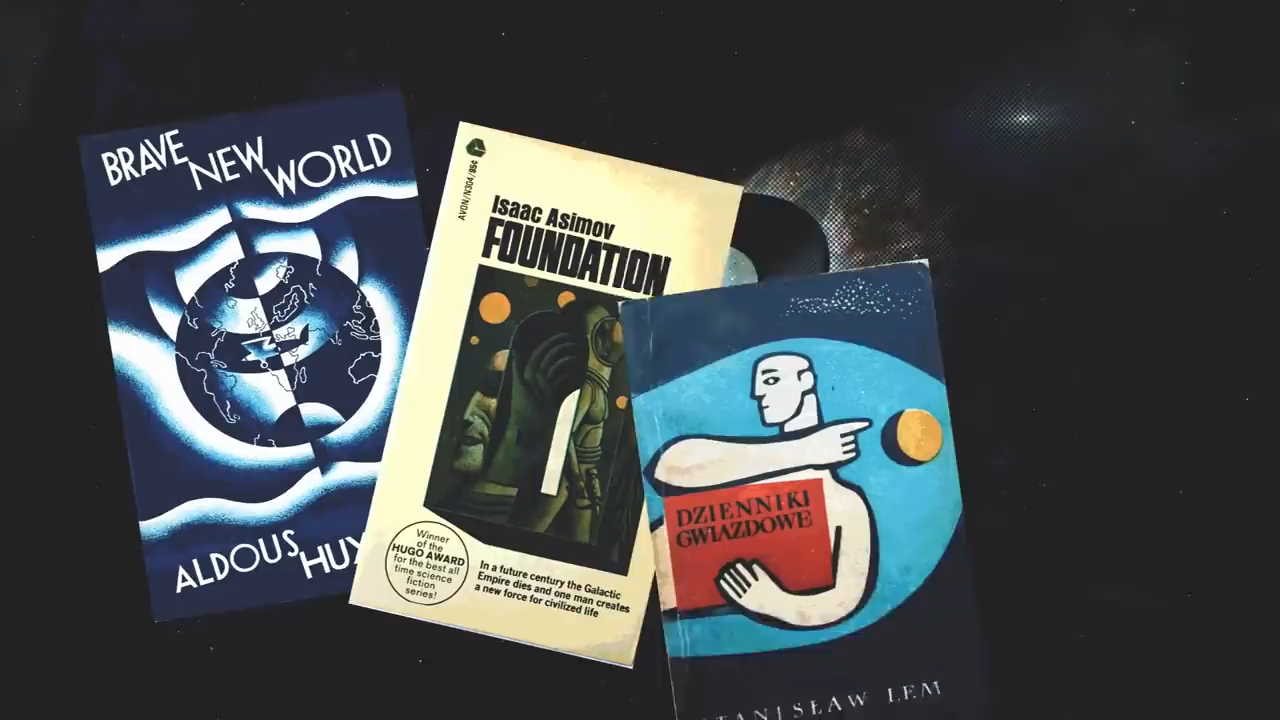 BRAVE NEW WORLD
ALDOUS
AVON/N304/95¢
Isaac Asimov
FOUNDATION
Winner
of the
HUGO AWARD
for the best all
time science
fiction
series!
In a future century the Galactic
Empire dies and one man creates
a new force for civilized life
DZIENNIKI
GWIAZDOWE
STANISŁAW LEM